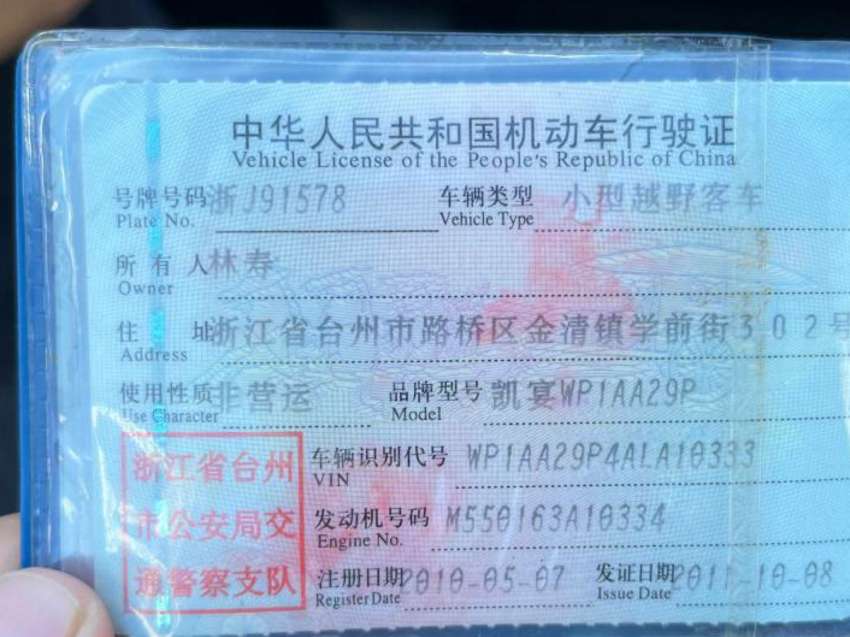 中华人民共和国机动车行驶证
Vehicle License of the People's Republic of China
号牌号码 浙J91578 车辆类型 小型越野客车
Plate No. Vehicle Type
所有人 林寿
Owner
住址 浙江省台州市路桥区金清镇学前街302号
Address
使用性质 非营运 品牌型号 凯宴WP1AA29P
Use Character Model
浙江省台州
市公安局交
通警察支队
车辆识别代号 WP1AA29P4ALA10333
VIN
发动机号码 M550163A10334
Engine No.
注册日期 2010-05-07 发证日期 2011-10-08
Register Date Issue Date